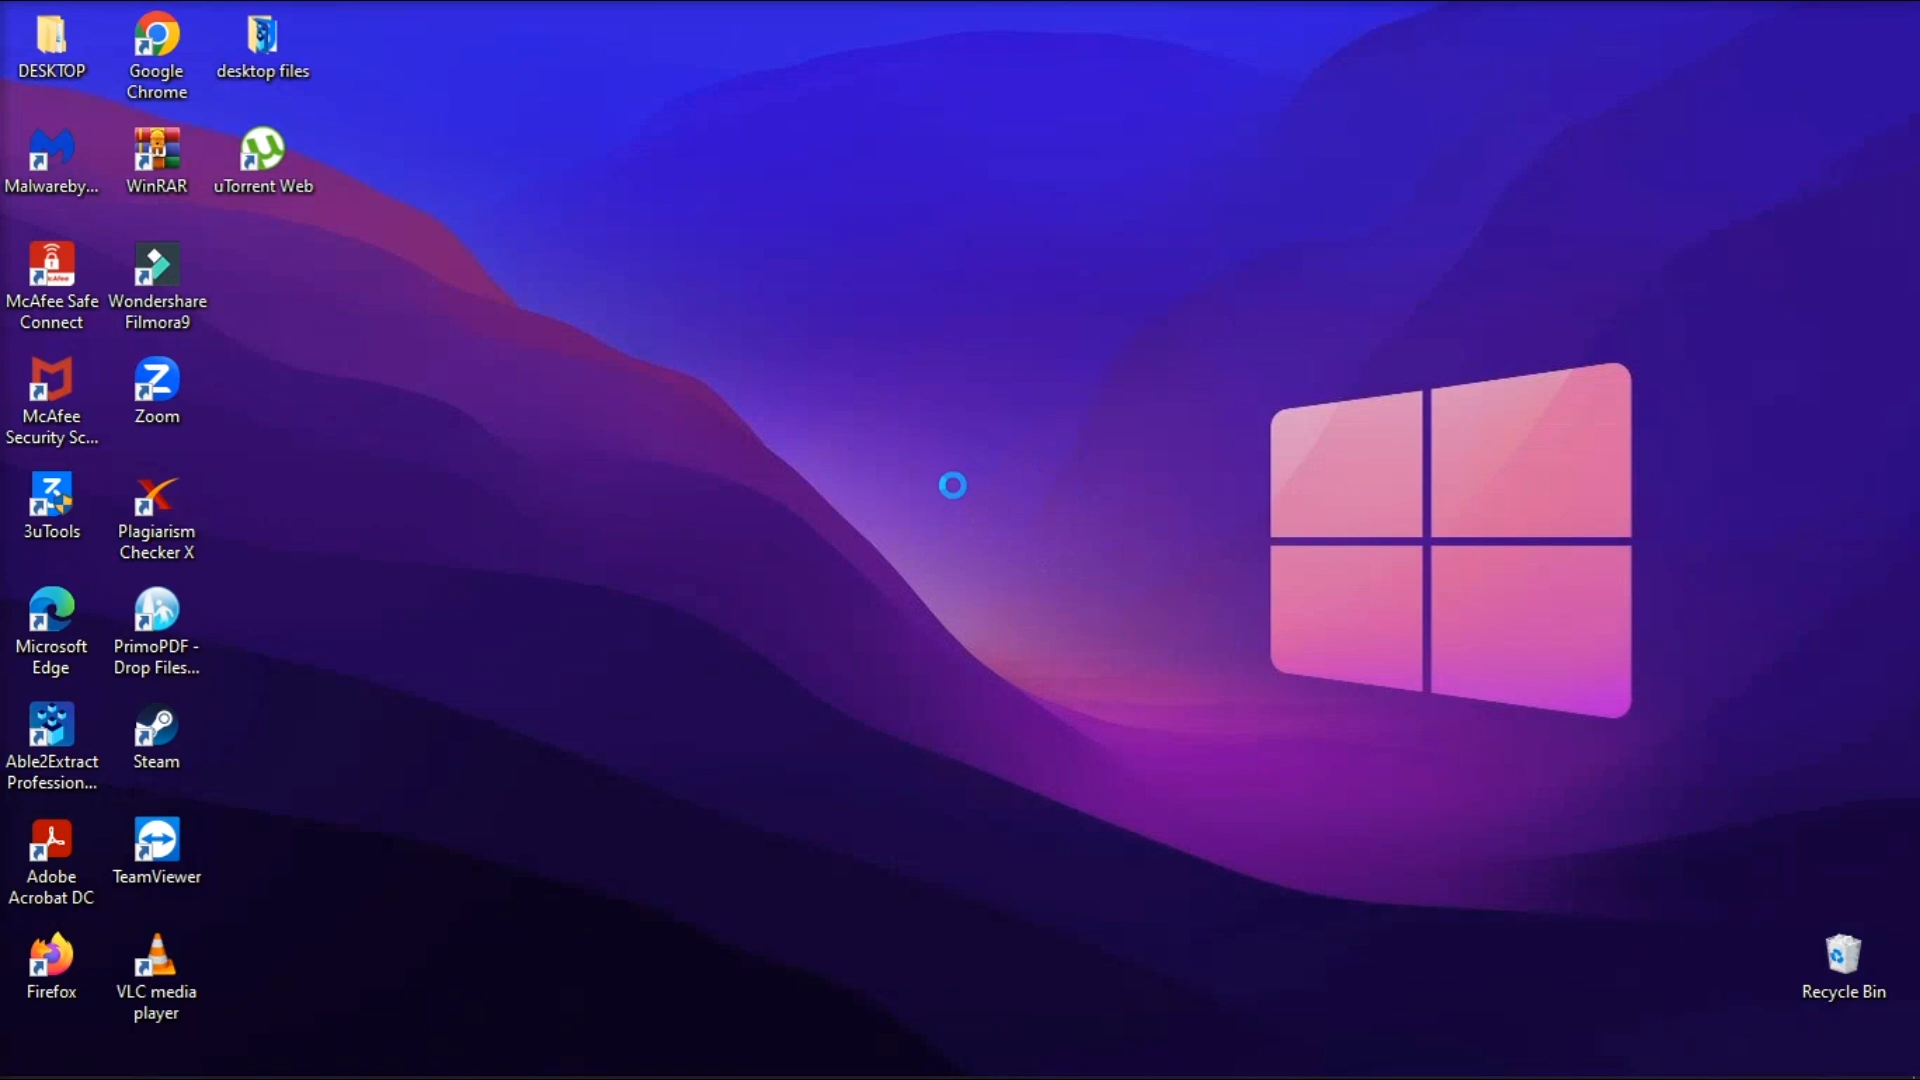 DESKTOP
Google
Chrome
desktop files
Malwareby...
WinRAR
uTorrent Web
McAfee Safe
Connect
Wondershare
Filmora9
McAfee
Security Sc...
Zoom
3uTools
Plagiarism
Checker X
Microsoft
Edge
PrimoPDF -
Drop Files...
Able2Extract
Profession...
Steam
Adobe
Acrobat DC
TeamViewer
Firefox
VLC media
player
Recycle Bin